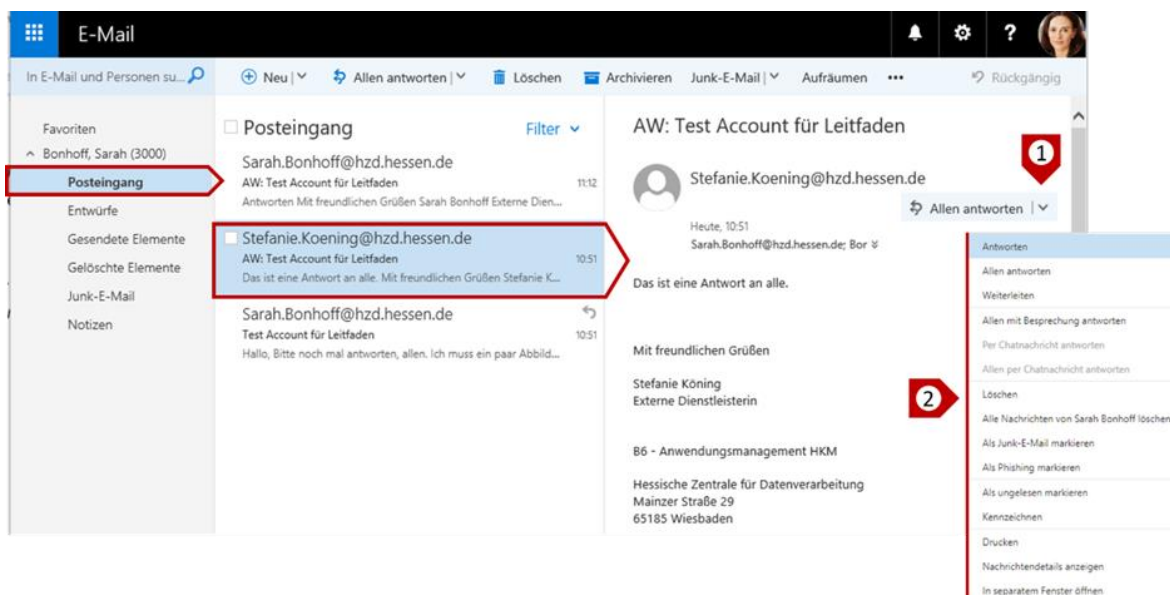 E-Mail
?
In E-Mail und Personen su...
Neu
Allen antworten
Löschen
Archivieren
Junk-E-Mail
Aufräumen
•••
Rückgängig
Favoriten
Bonhoff, Sarah (3000)
Posteingang
Entwürfe
Gesendete Elemente
Gelöschte Elemente
Junk-E-Mail
Notizen
Posteingang
Filter
Sarah.Bonhoff@hzd.hessen.de
AW: Test Account für Leitfaden 11:12
Antworten Mit freundlichen Grüßen Sarah Bonhoff Externe Dien...
Stefanie.Koening@hzd.hessen.de
AW: Test Account für Leitfaden 10:51
Das ist eine Antwort an alle. Mit freundlichen Grüßen Stefanie K...
Sarah.Bonhoff@hzd.hessen.de
Test Account für Leitfaden 10:51
Hallo, Bitte noch mal antworten, allen. Ich muss ein paar Abbild...
AW: Test Account für Leitfaden
1
Stefanie.Koening@hzd.hessen.de
Allen antworten
Heute, 10:51
Sarah.Bonhoff@hzd.hessen.de; Bor
Das ist eine Antwort an alle.
Mit freundlichen Grüßen
Stefanie Köning
Externe Dienstleisterin
B6 - Anwendungsmanagement HKM
Hessische Zentrale für Datenverarbeitung
Mainzer Straße 29
65185 Wiesbaden
2
Antworten
Allen antworten
Weiterleiten
Allen mit Besprechung antworten
Per Chatnachricht antworten
Allen per Chatnachricht antworten
Löschen
Alle Nachrichten von Sarah Bonhoff löschen
Als Junk-E-Mail markieren
Als Phishing markieren
Als ungelesen markieren
Kennzeichnen
Drucken
Nachrichtendetails anzeigen
In separatem Fenster öffnen